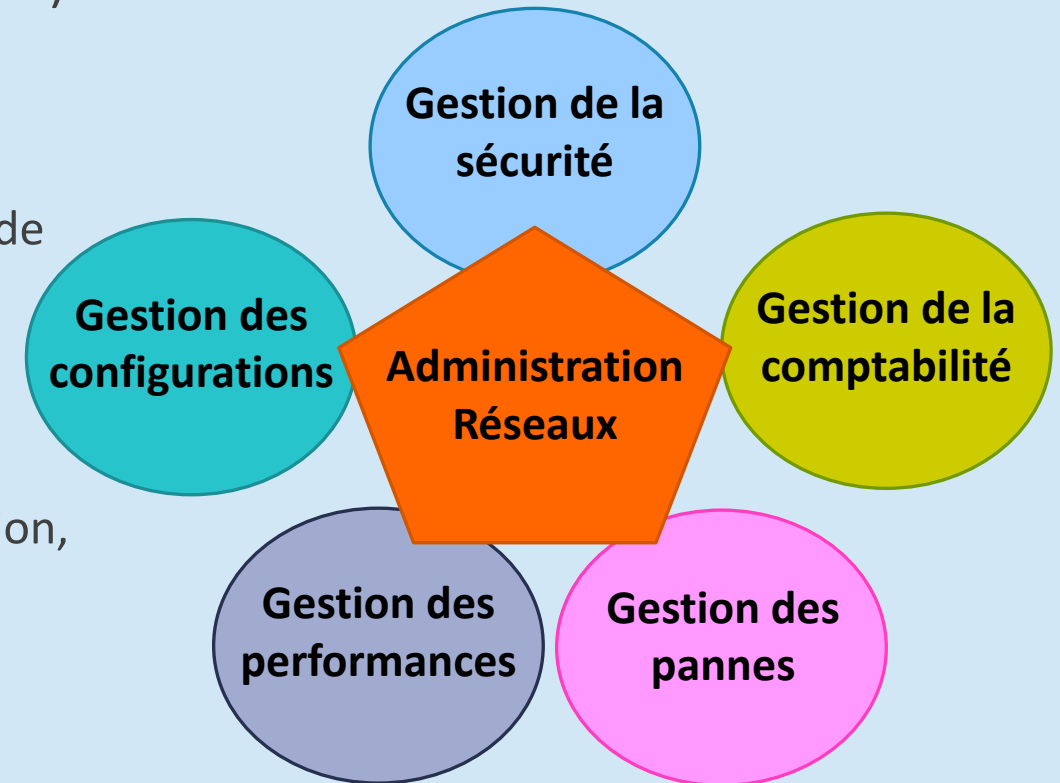 Gestion de la
sécurité
de
Gestion des
configurations
Administration
Réseaux
Gestion de la
comptabilité
on,
Gestion des
performances
Gestion des
pannes